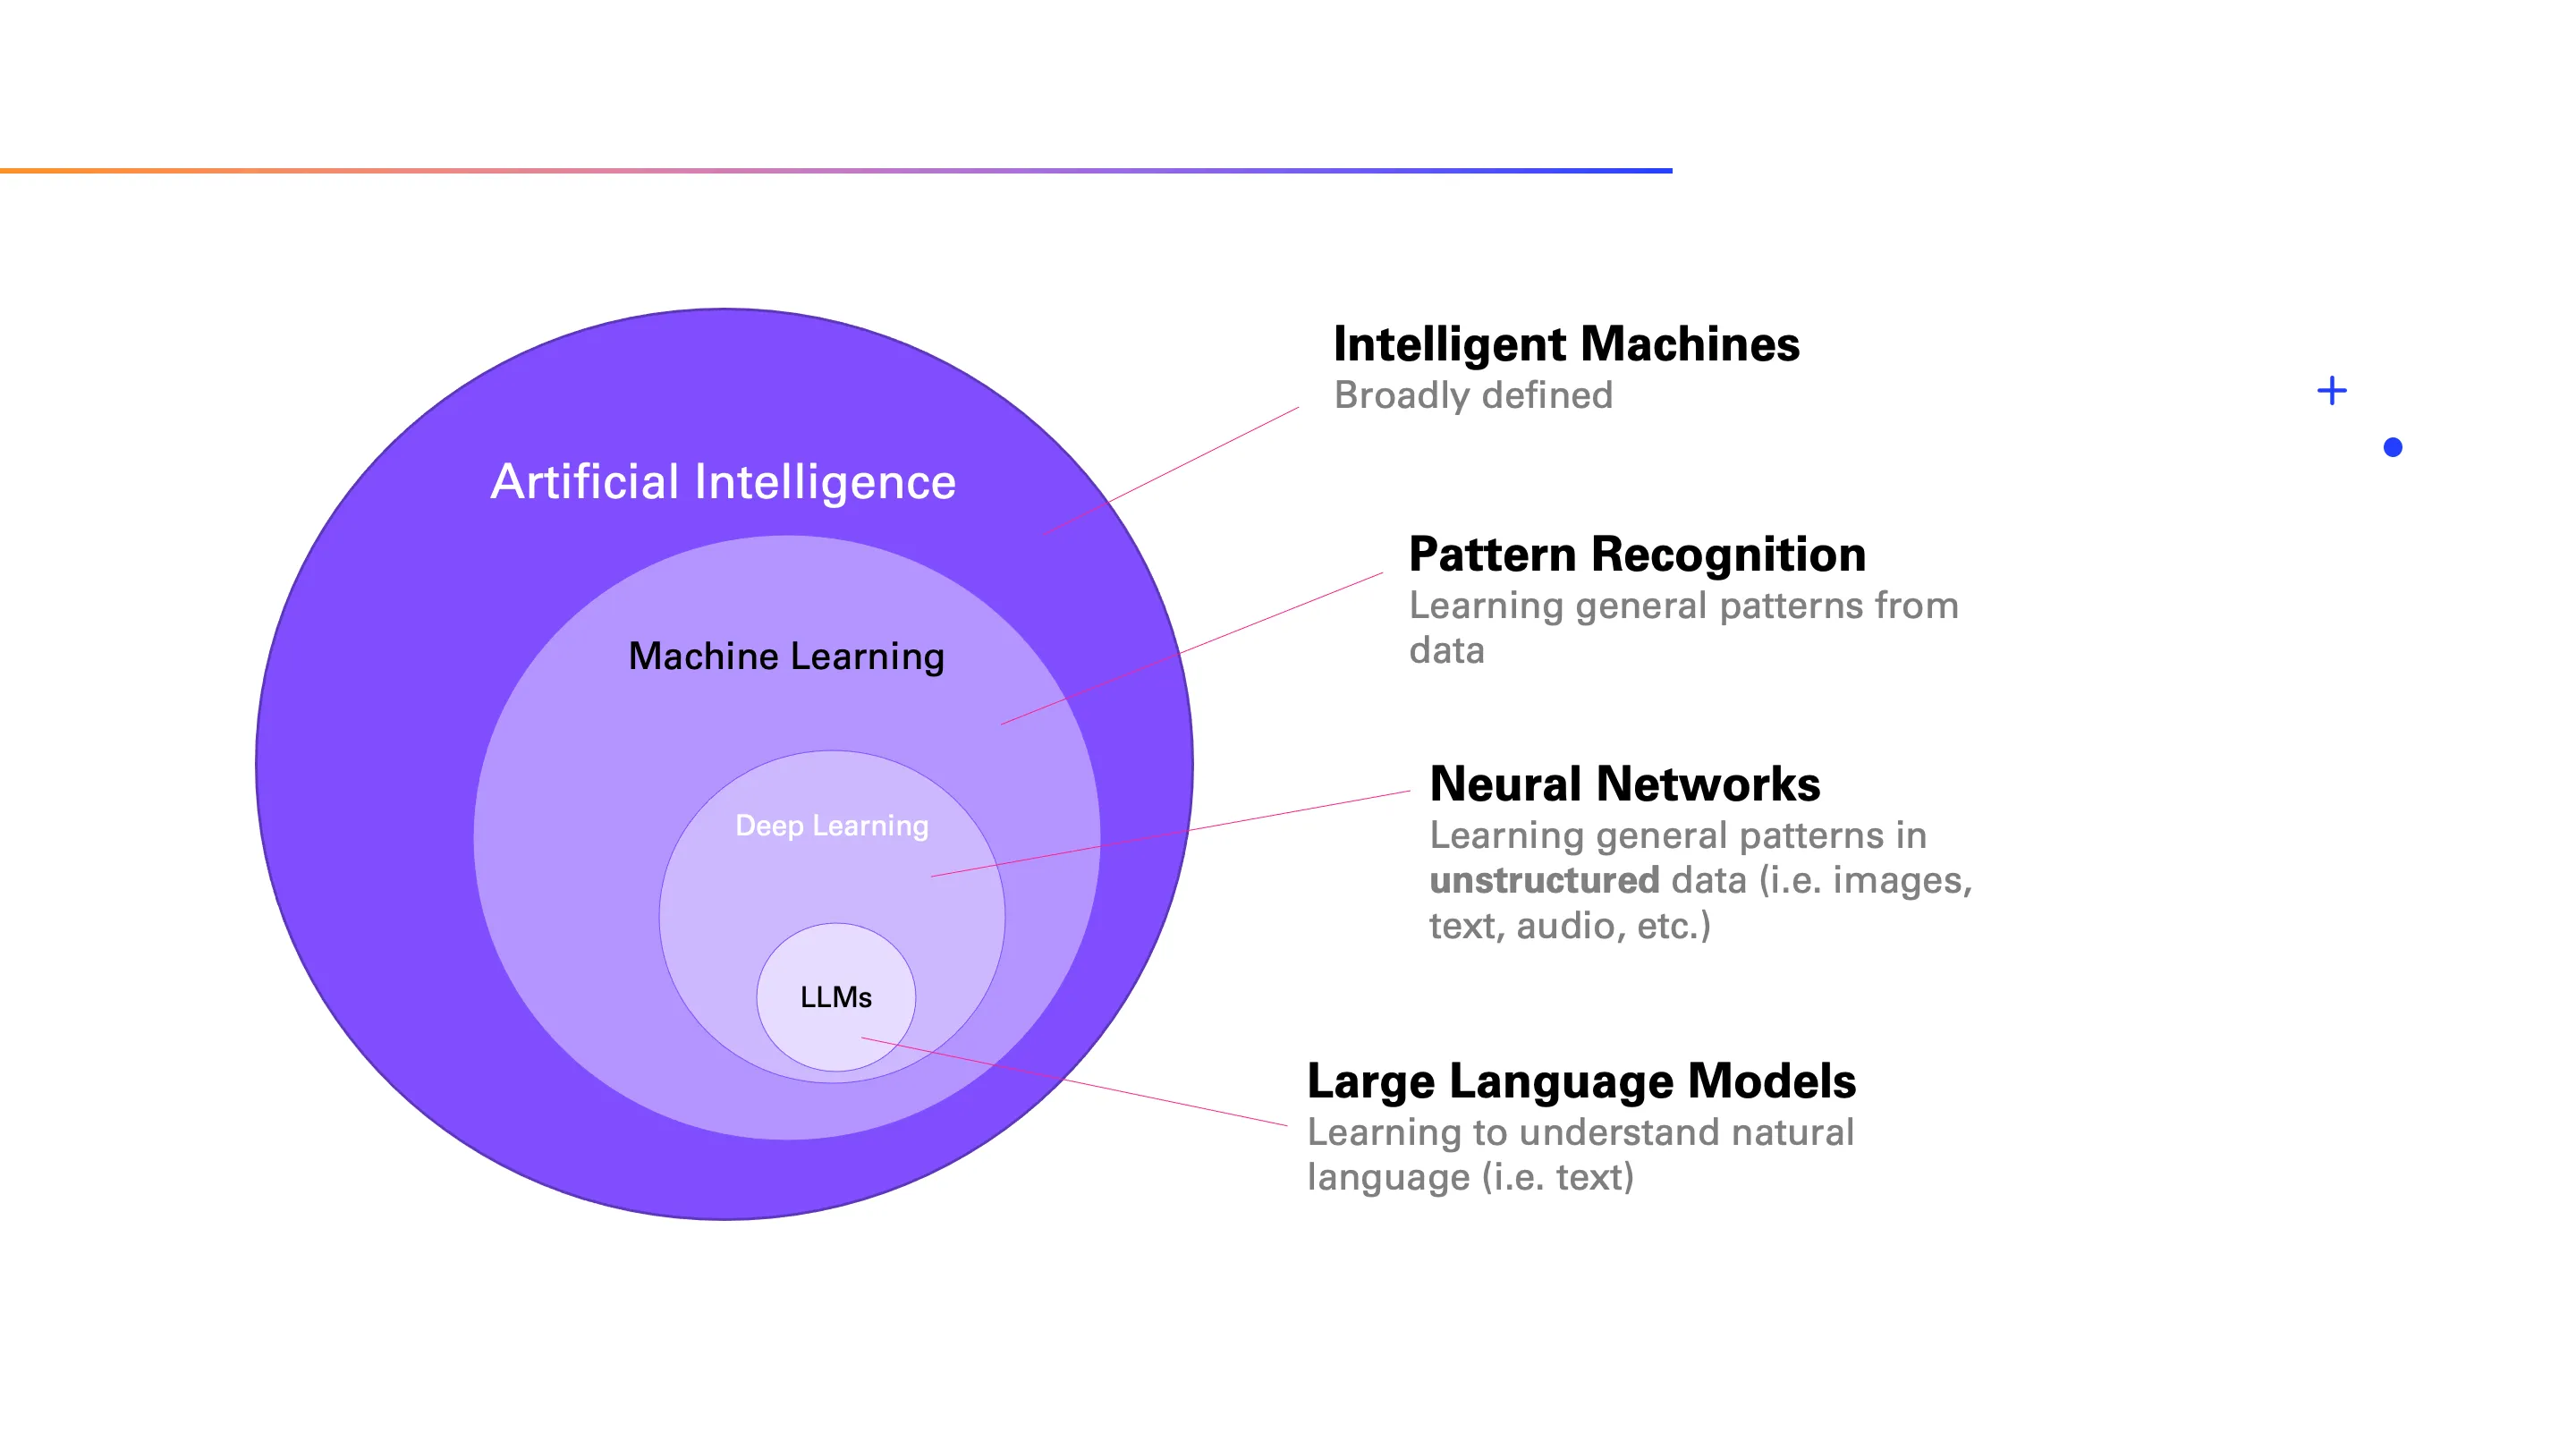 Artificial Intelligence
Machine Learning
Deep Learning
LLMs
Intelligent Machines
Broadly defined
Pattern Recognition
Learning general patterns from
data
Neural Networks
Learning general patterns in
unstructured data (i.e. images,
text, audio, etc.)
Large Language Models
Learning to understand natural
language (i.e. text)